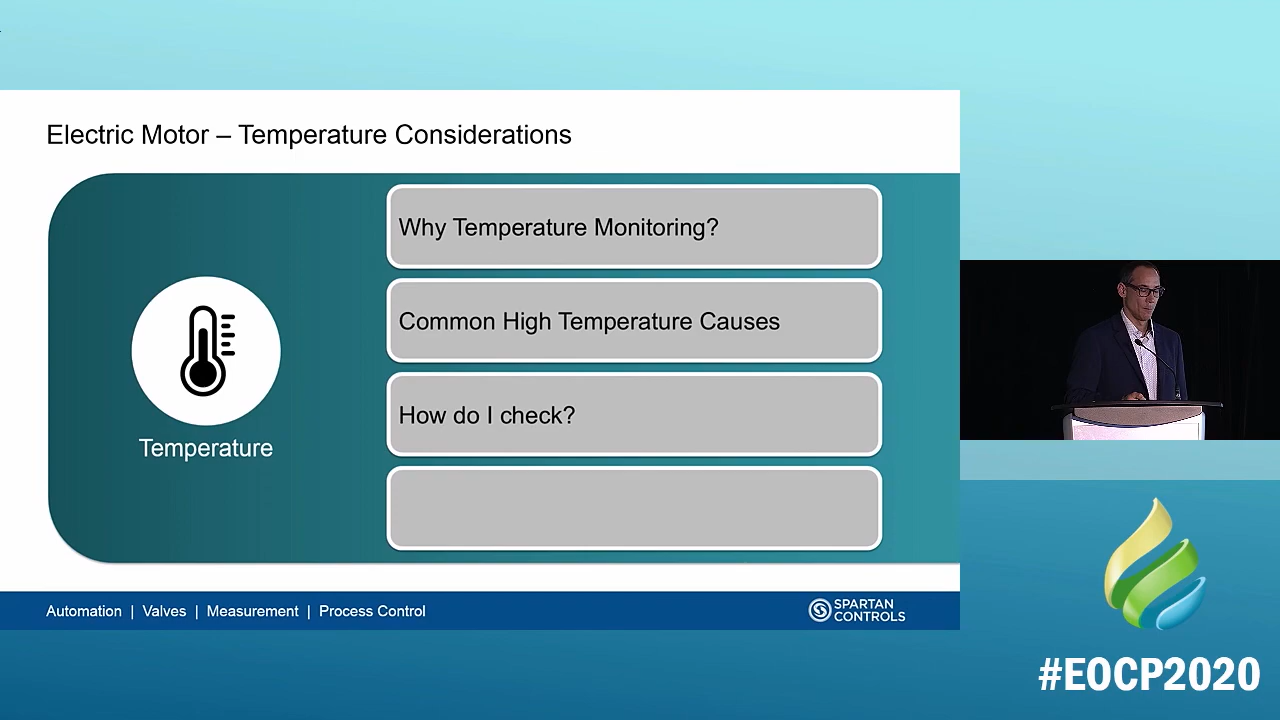 Electric Motor – Temperature Considerations
Why Temperature Monitoring?
Common High Temperature Causes
How do I check?
Temperature
Automation | Valves | Measurement | Process Control
SPARTAN
CONTROLS
#EOCP2020